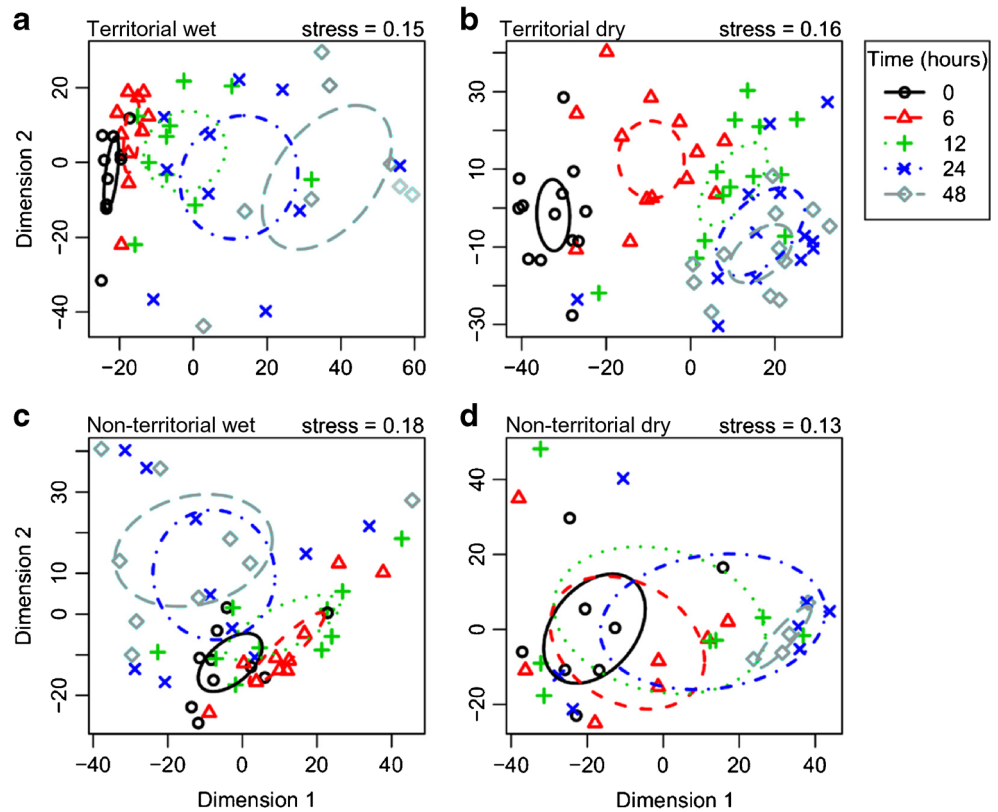 a Territorial wet stress = 0.15
b Territorial dry stress = 0.16
Time (hours)
0
6
12
24
48
Dimension 2
20
0
−20
−40
−20 0 20 40 60
30
10
−10
−30
−40 −20 0 20
c Non-territorial wet stress = 0.18
d Non-territorial dry stress = 0.13
Dimension 2
30
10
0
−20
−40 −20 0 20 40
Dimension 1
40
20
0
−20
−40 −20 0 20 40
Dimension 1